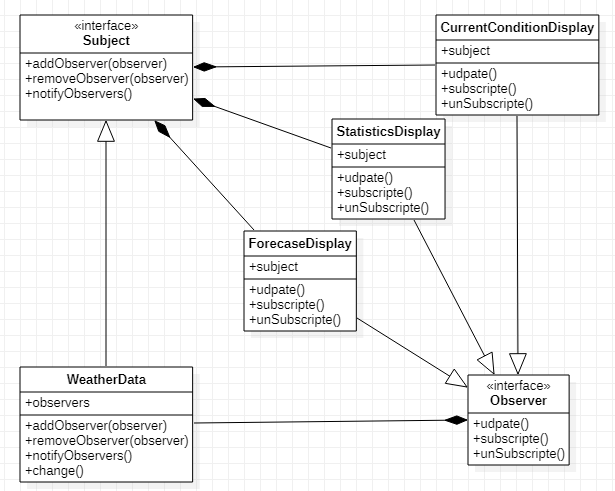 «interface»
Subject
+addObserver(observer)
+removeObserver(observer)
+notifyObservers()
CurrentConditionDisplay
+subject
+udpate()
+subscripte()
+unSubscripte()
StatisticsDisplay
+subject
+udpate()
+subscripte()
+unSubscripte()
ForecaseDisplay
+subject
+udpate()
+subscripte()
+unSubscripte()
WeatherData
+observers
+addObserver(observer)
+removeObserver(observer)
+notifyObservers()
+change()
«interface»
Observer
+udpate()
+subscripte()
+unSubscripte()